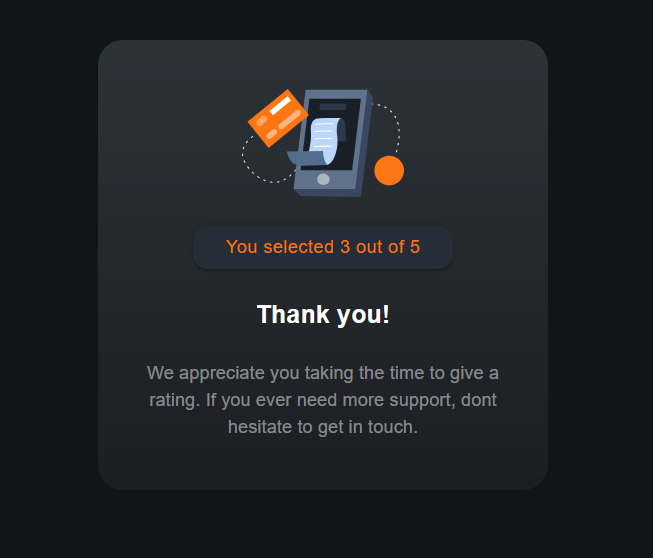 You selected 3 out of 5
Thank you!
We appreciate you taking the time to give a
rating. If you ever need more support, dont
hesitate to get in touch.